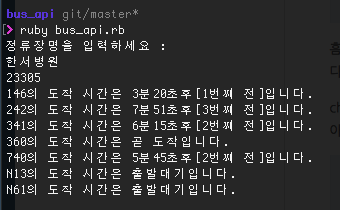 bus_api git/master*
❯ ruby bus_api.rb
정류장명을 입력하세요 :
한서병원
23305
146의 도착 시간은 3분20초후[1번째 전]입니다.
242의 도착 시간은 7분51초후[3번째 전]입니다.
341의 도착 시간은 6분15초후[2번째 전]입니다.
360의 도착 시간은 곧 도착입니다.
740의 도착 시간은 5분45초후[2번째 전]입니다.
N13의 도착 시간은 출발대기입니다.
N61의 도착 시간은 출발대기입니다.